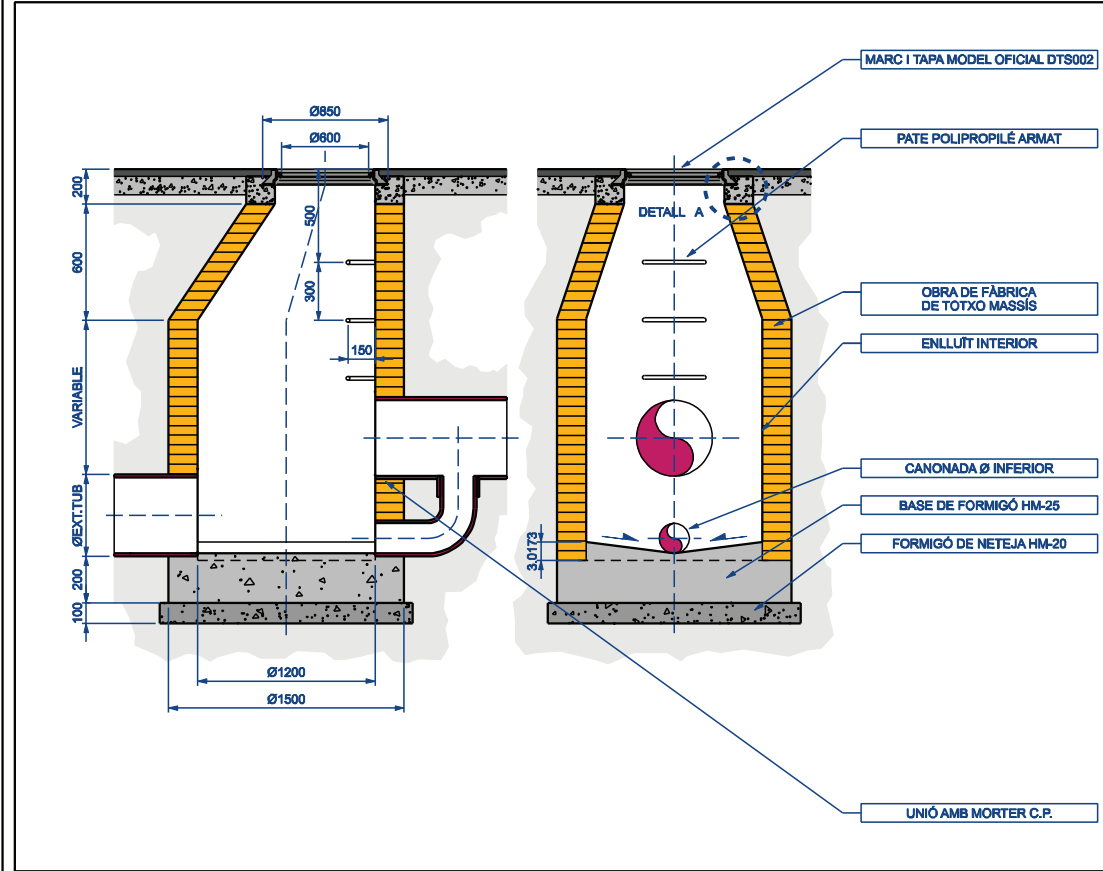 MARC I TAPA MODEL OFICIAL DTS002
Ø850
Ø600
PATE POLIPROPILÉ ARMAT
200
500
DETALL A
600
300
OBRA DE FÀBRICA
DE TOTXO MASSÍS
ENLLUÏT INTERIOR
150
VARIABLE
CANONADA Ø INFERIOR
ØEXT.TUB
BASE DE FORMIGÓ HM-25
3.0173
FORMIGÓ DE NETEJA HM-20
200
100
Ø1200
Ø1500
UNIÓ AMB MORTER C.P.